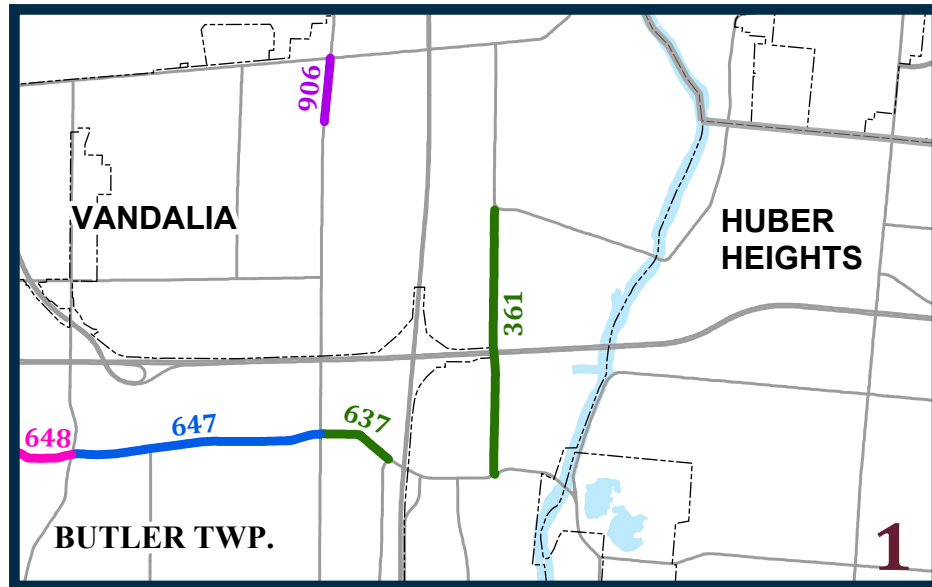 906
VANDALIA
HUBER
HEIGHTS
361
637
647
648
BUTLER TWP.
1